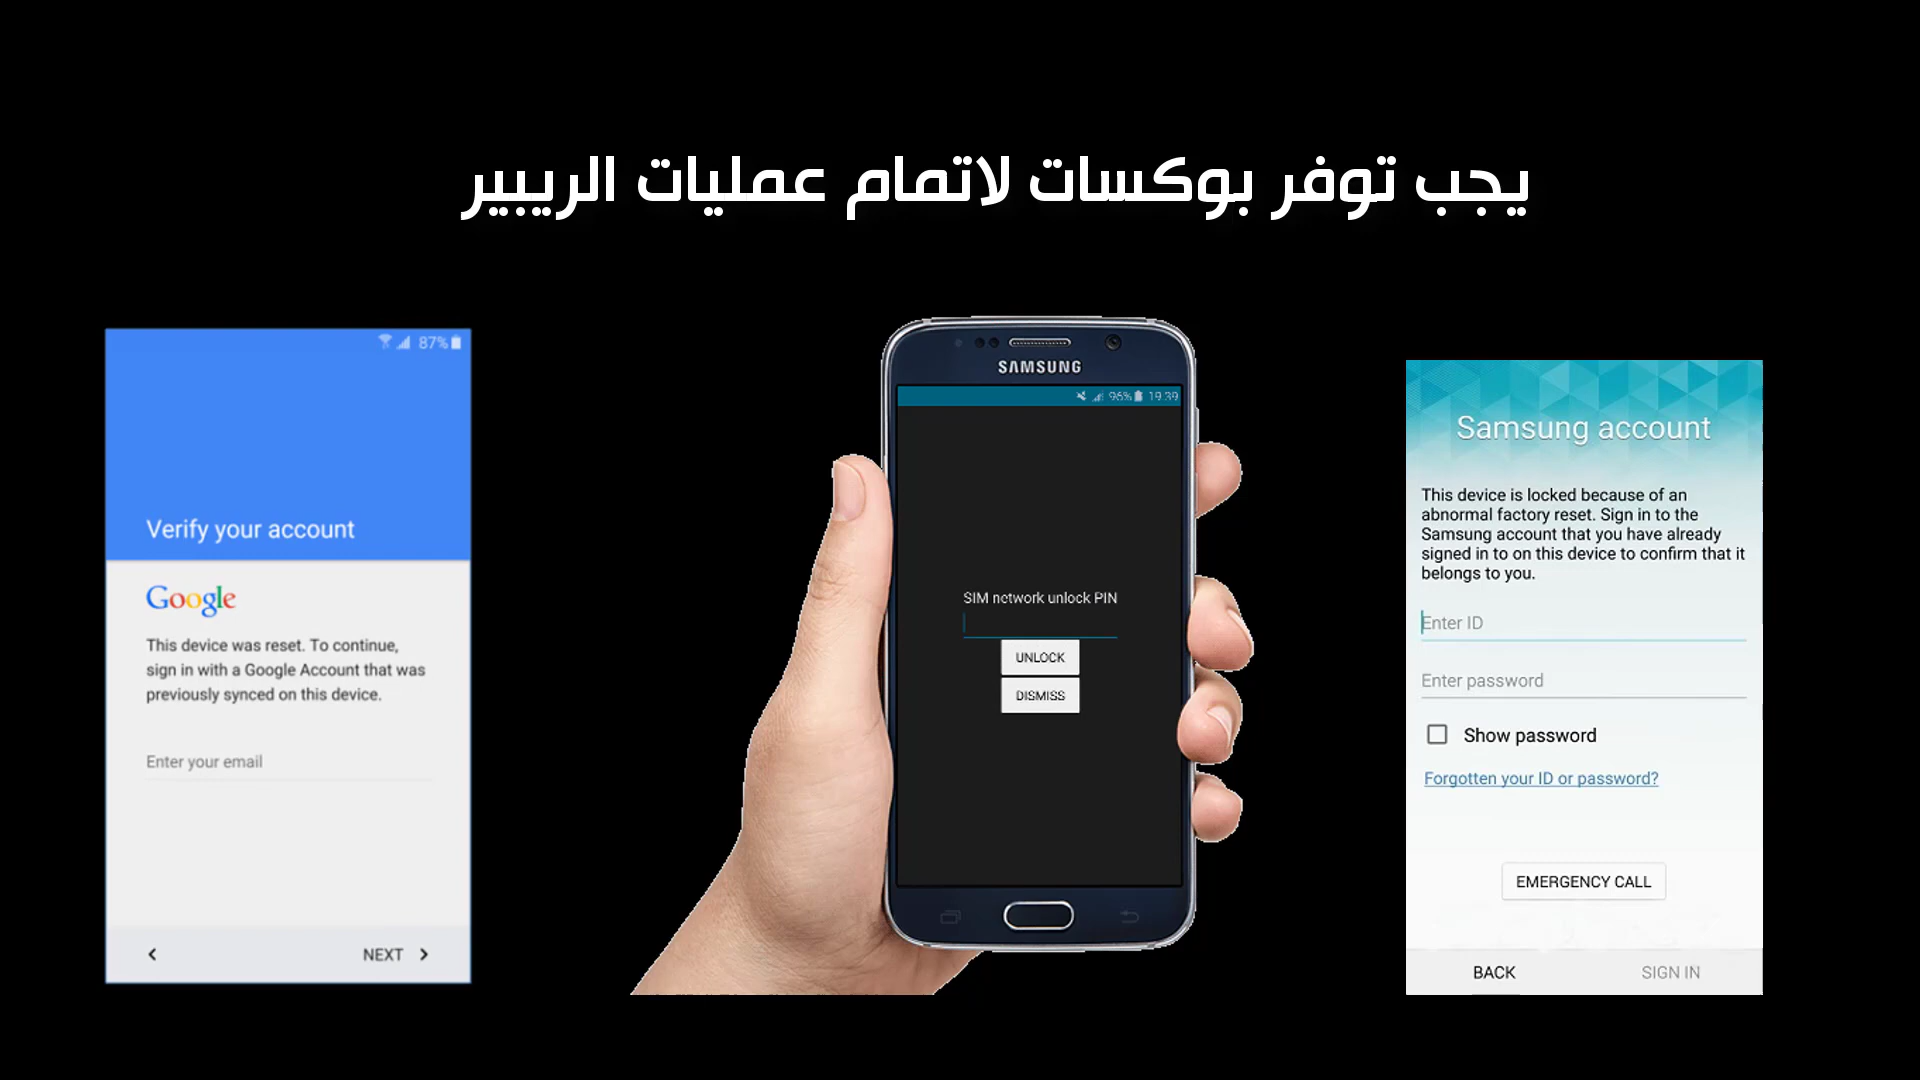 يجب توفر بوكسات لاتمام عمليات الريبير
87%
Verify your account
Google
This device was reset. To continue,
sign in with a Google Account that was
previously synced on this device.
Enter your email
NEXT
SAMSUNG
96% 19:39
SIM network unlock PIN
UNLOCK
DISMISS
Samsung account
This device is locked because of an
abnormal factory reset. Sign in to the
Samsung account that you have already
signed in to on this device to confirm that it
belongs to you.
Enter ID
Enter password
Show password
Forgotten your ID or password?
EMERGENCY CALL
BACK
SIGN IN